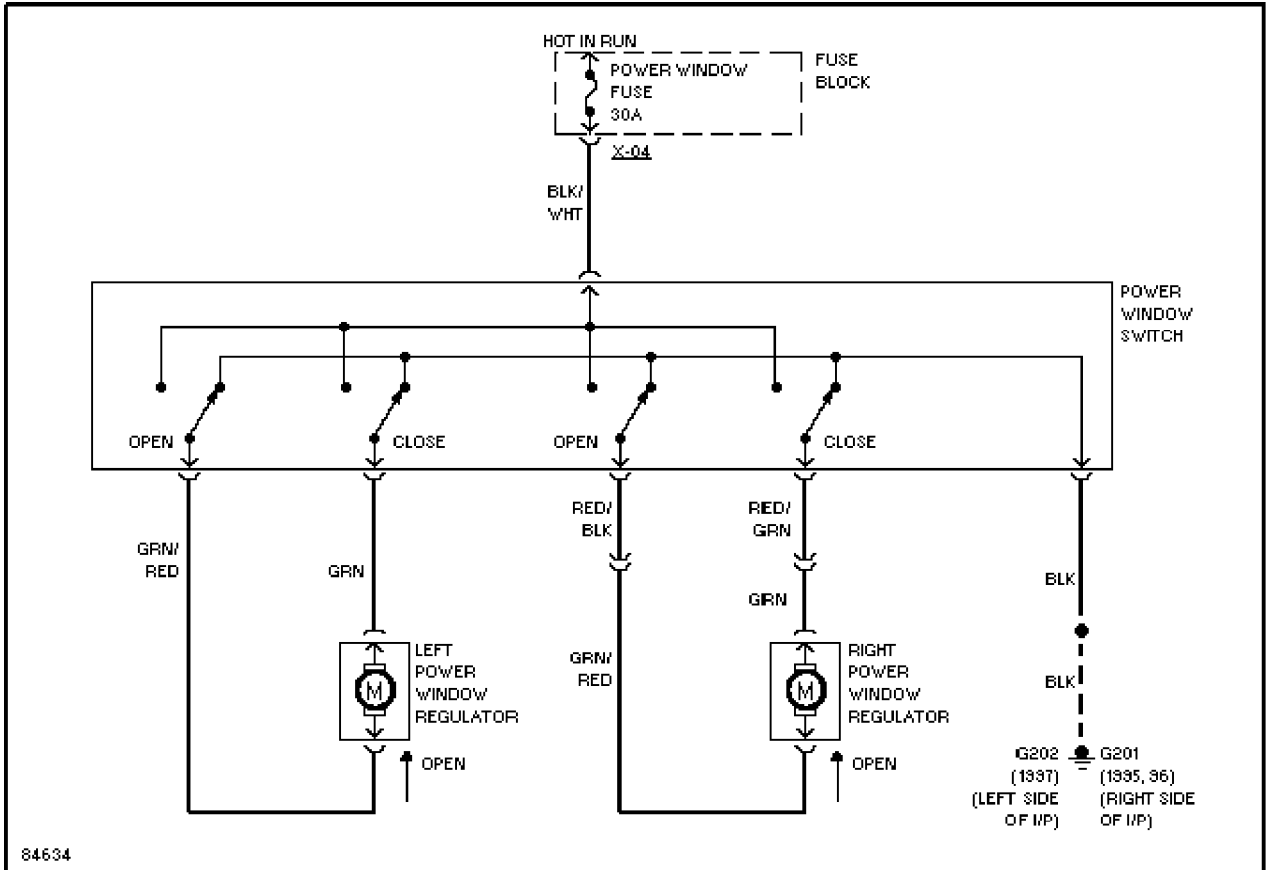 HOT IN RUN
POWER WINDOW
FUSE
30A
FUSE
BLOCK
X-04
BLK/
WHT
POWER
WINDOW
SWITCH
OPEN
CLOSE
OPEN
CLOSE
GRN/
RED
GRN
RED/
BLK
RED/
GRN
GRN
GRN/
RED
BLK
BLK
LEFT
POWER
WINDOW
REGULATOR
M
OPEN
RIGHT
POWER
WINDOW
REGULATOR
M
OPEN
G202
(1997)
(LEFT SIDE
OF I/P)
G201
(1995, 96)
(RIGHT SIDE
OF I/P)
84634